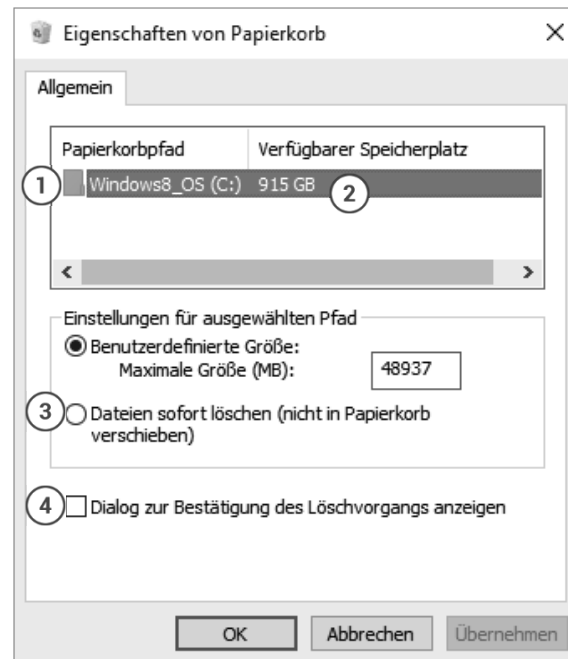 Eigenschaften von Papierkorb
Allgemein
Papierkorbpfad Verfügbarer Speicherplatz
1 Windows8_OS (C:) 915 GB 2
Einstellungen für ausgewählten Pfad
Benutzerdefinierte Größe:
Maximale Größe (MB): 48937
3 Dateien sofort löschen (nicht in Papierkorb
verschieben)
4 Dialog zur Bestätigung des Löschvorgangs anzeigen
OK Abbrechen Übernehmen